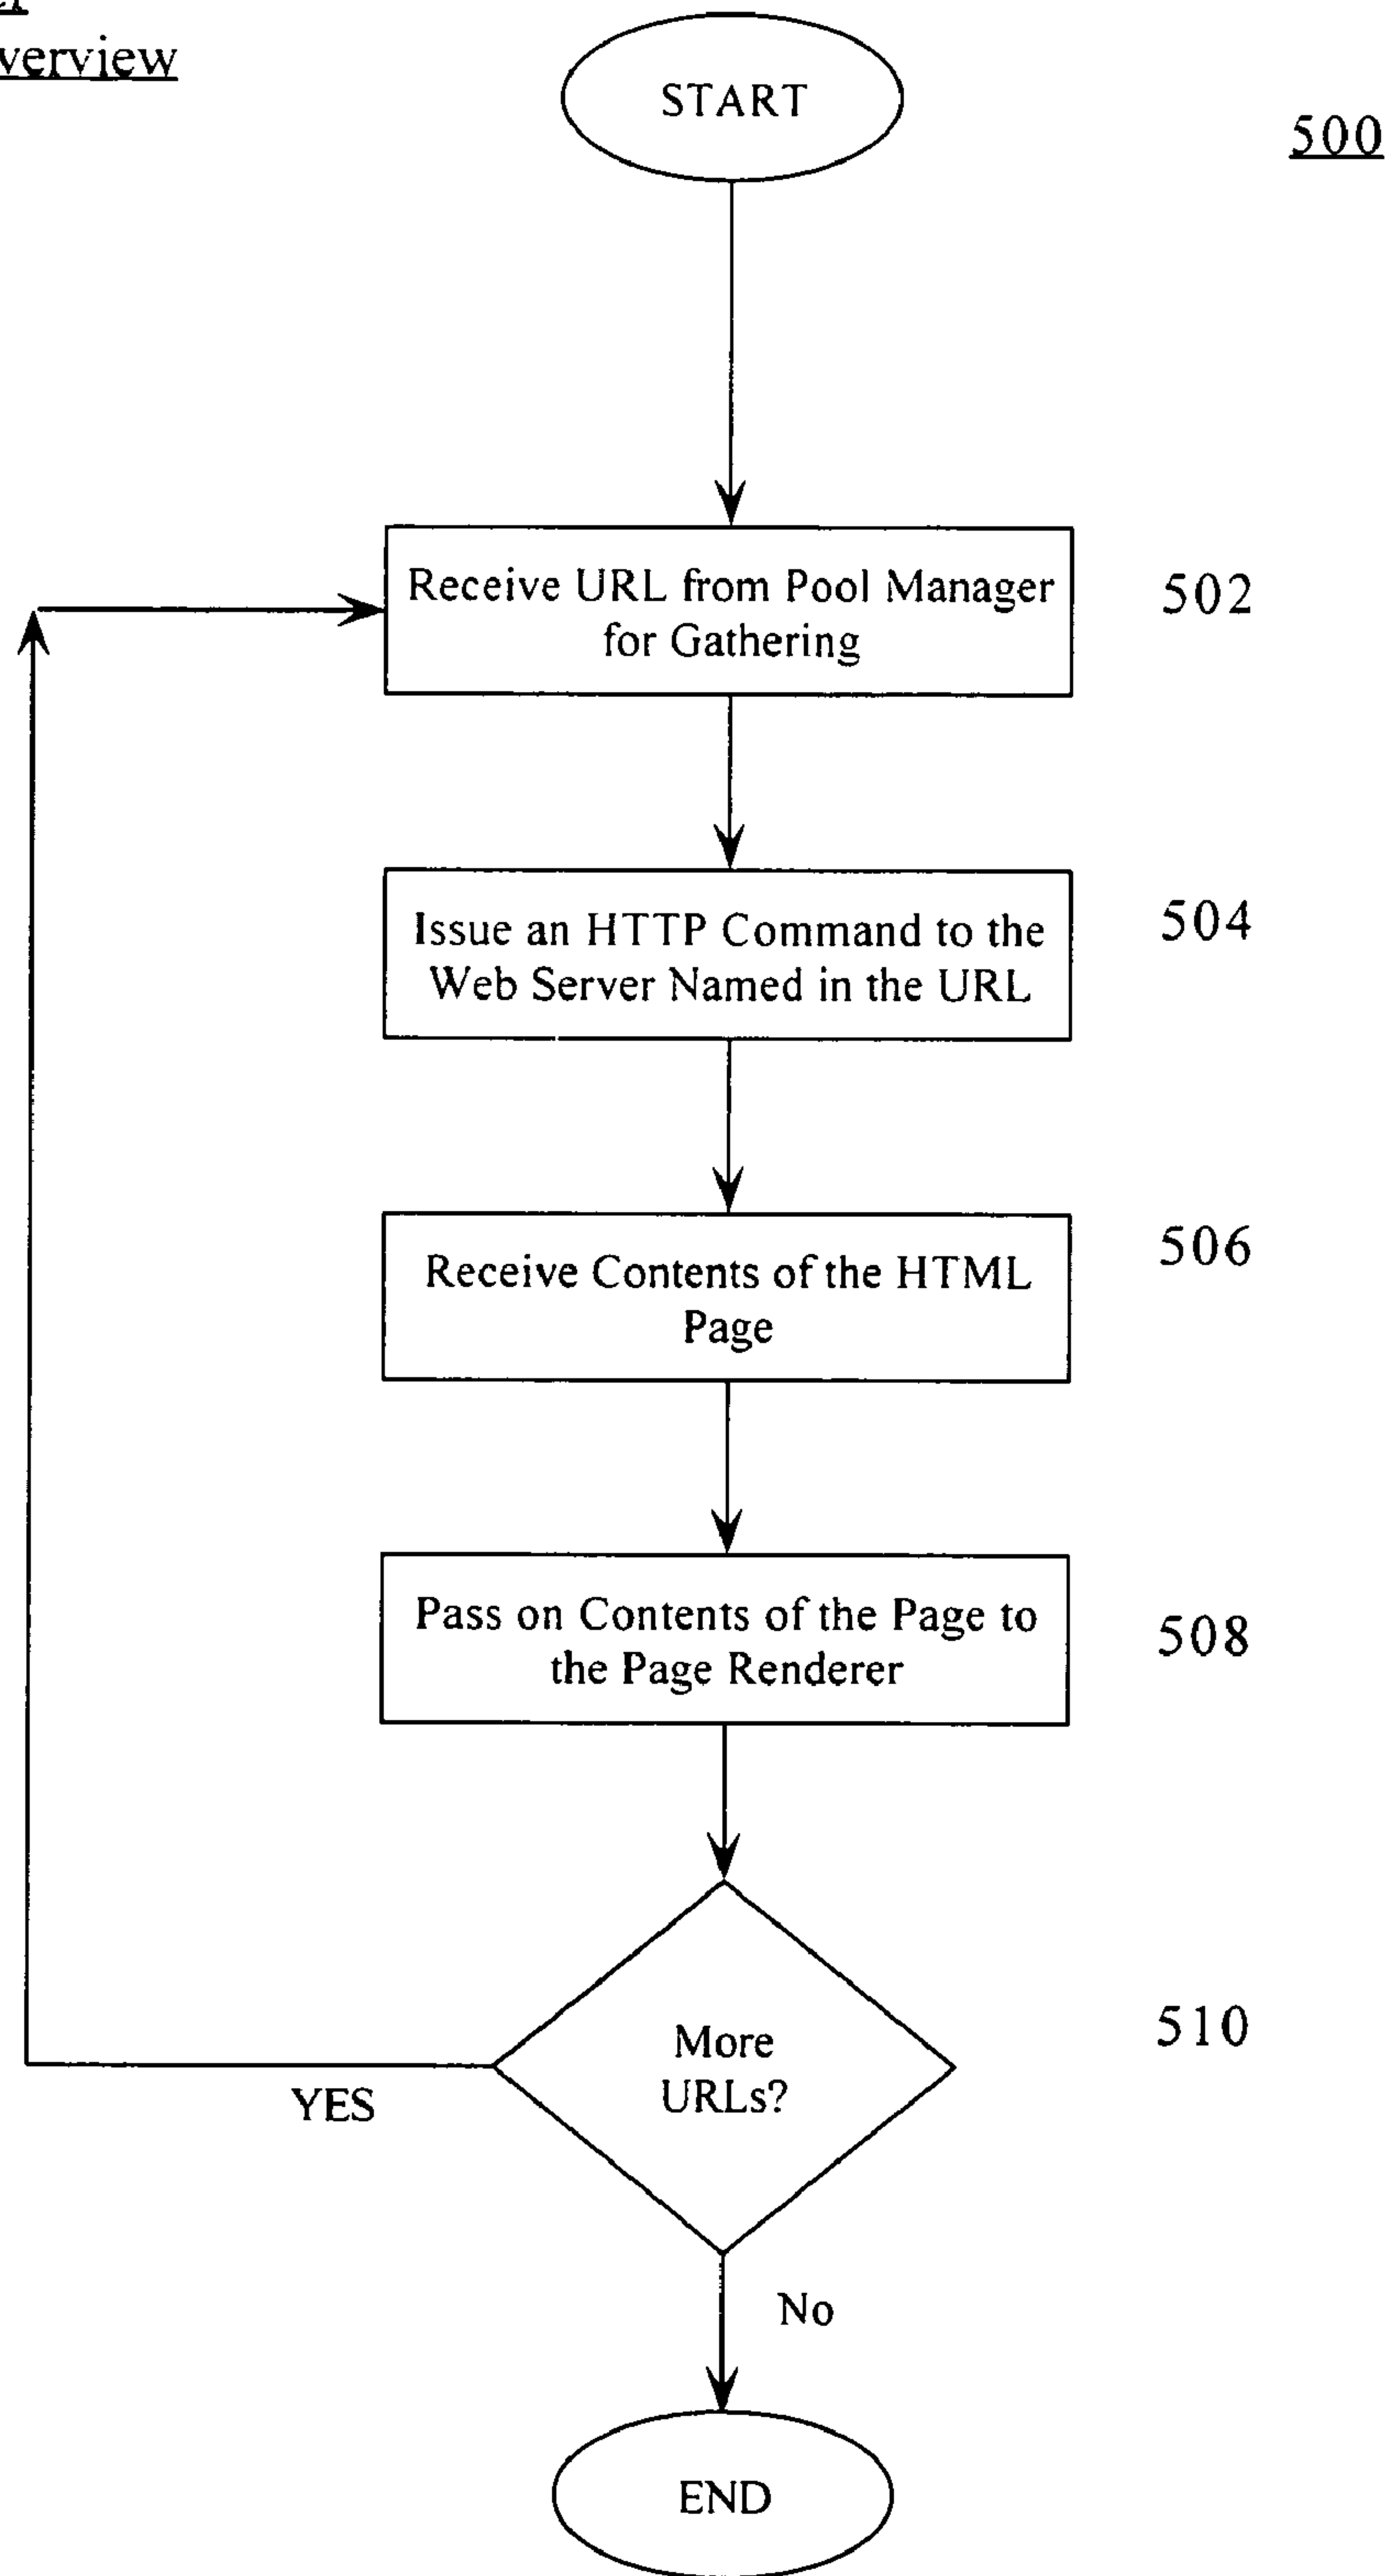 verview
START
500
Receive URL from Pool Manager
for Gathering
502
Issue an HTTP Command to the
Web Server Named in the URL
504
Receive Contents of the HTML
Page
506
Pass on Contents of the Page to
the Page Renderer
508
More
URLs?
510
YES
No
END